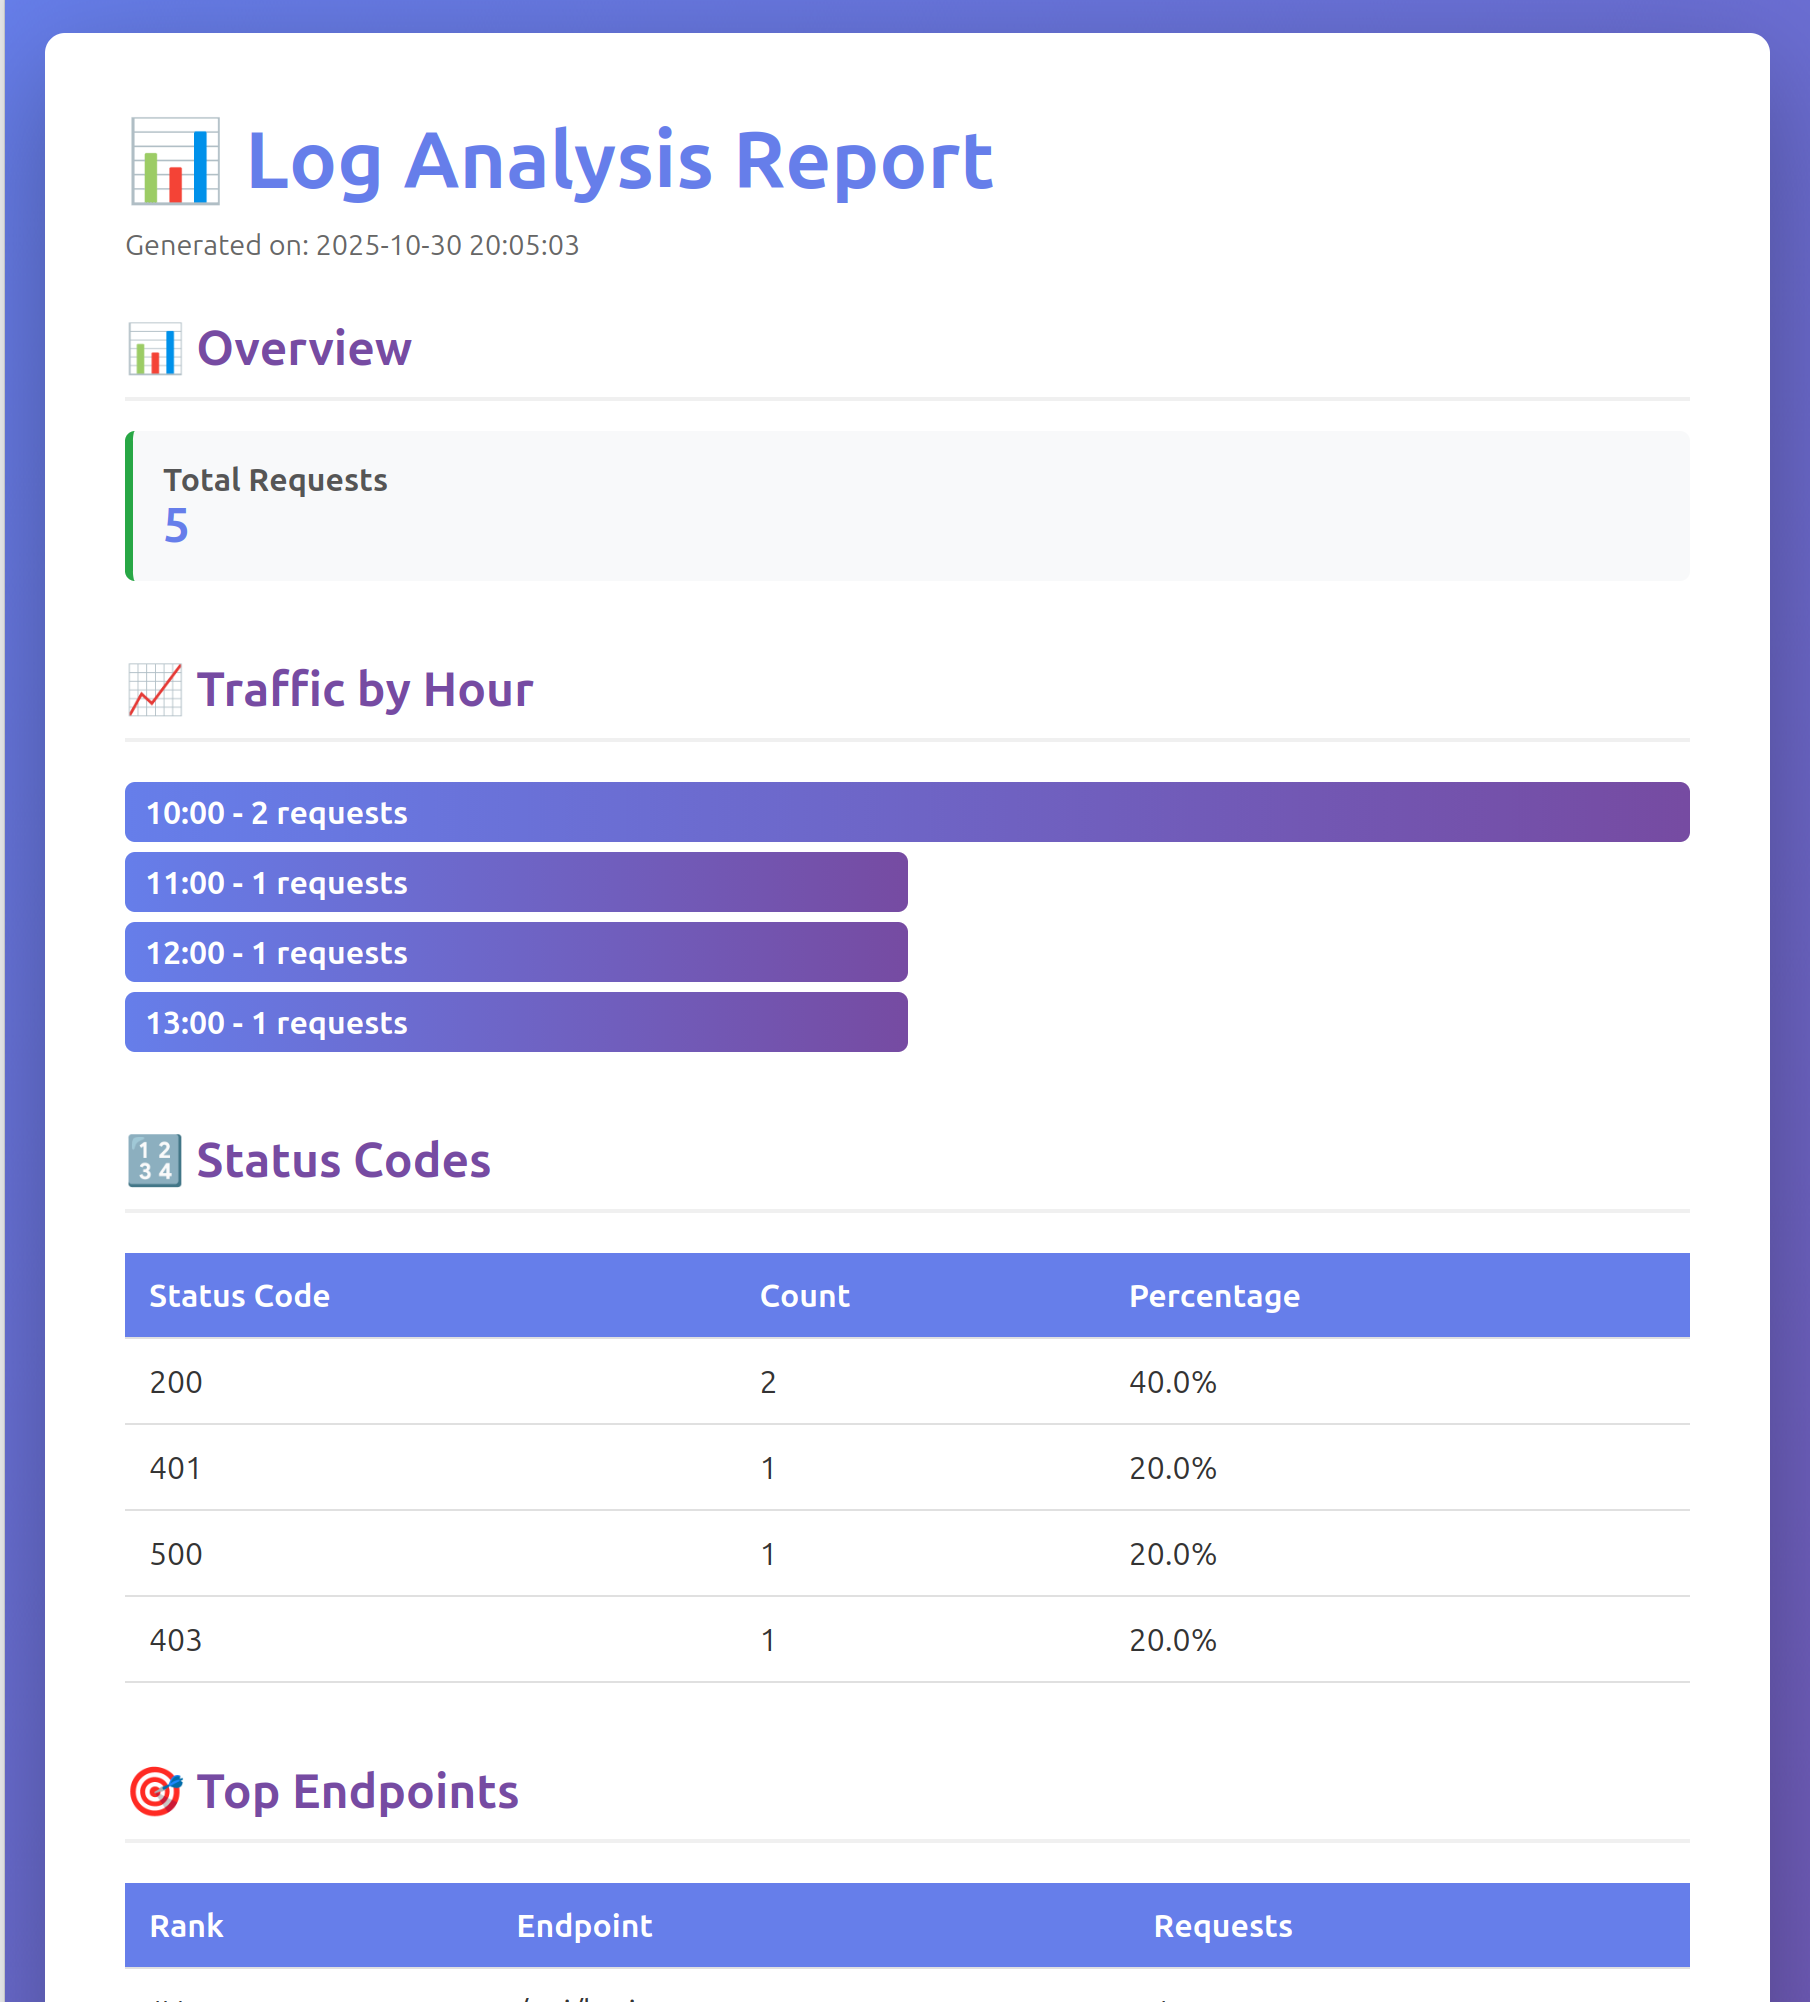 Log Analysis Report
Generated on: 2025-10-30 20:05:03
Overview
Total Requests
5
Traffic by Hour
10:00 - 2 requests
11:00 - 1 requests
12:00 - 1 requests
13:00 - 1 requests
Status Codes
Status Code Count Percentage
200 2 40.0%
401 1 20.0%
500 1 20.0%
403 1 20.0%
Top Endpoints
Rank Endpoint Requests